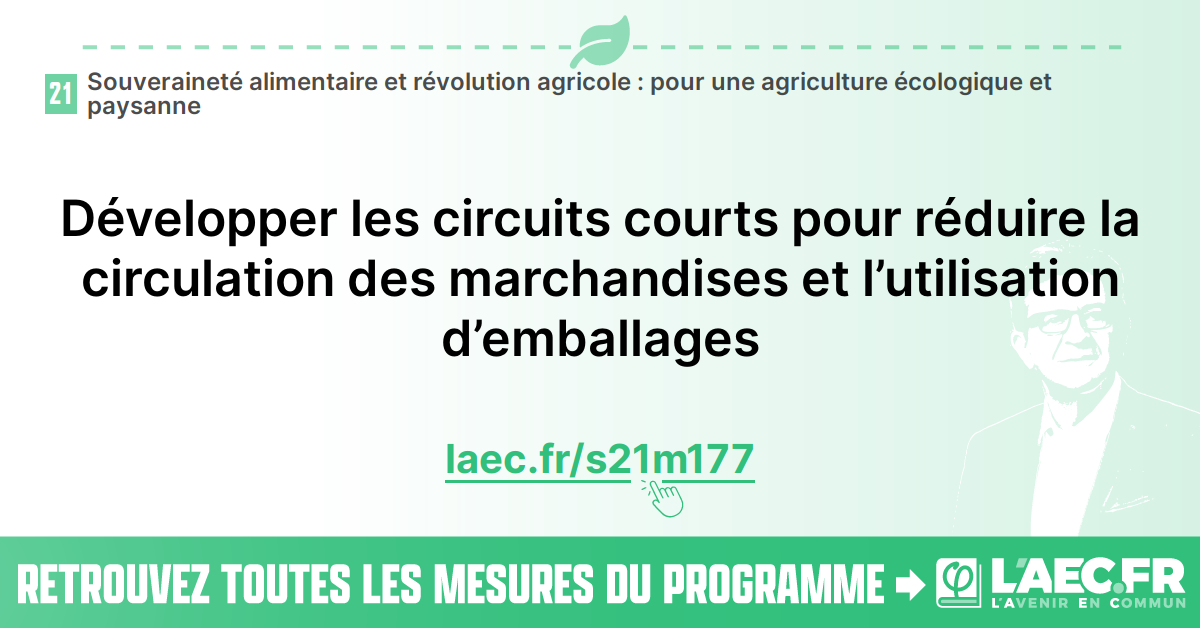 21
Souveraineté alimentaire et révolution agricole : pour une agriculture écologique et
paysanne
Développer les circuits courts pour réduire la
circulation des marchandises et l’utilisation
d’emballages
laec.fr/s21m177
RETROUVEZ TOUTES LES MESURES DU PROGRAMME
φ
L'AEC.FR
L'AVENIR EN COMMUN